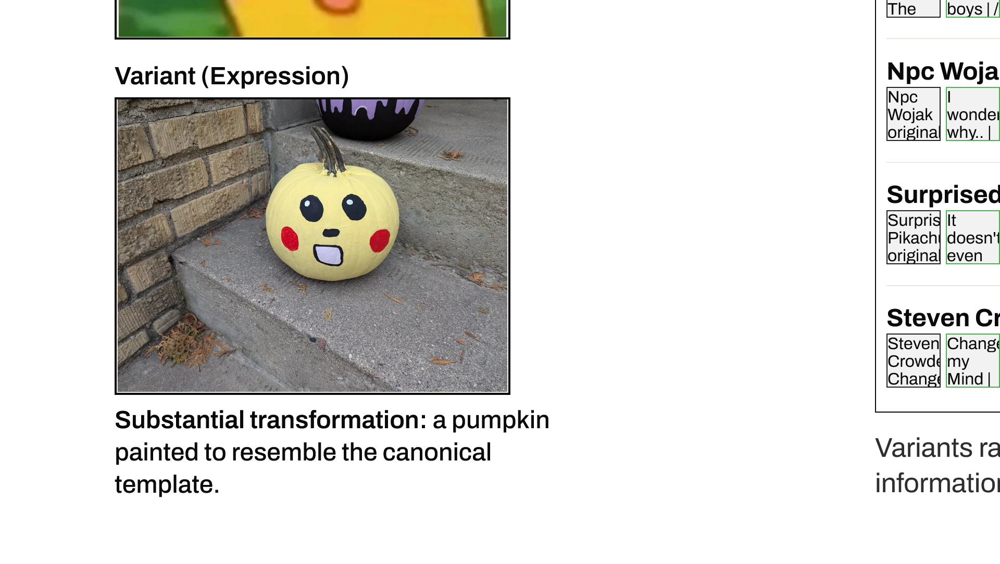 Variant (Expression)
Substantial transformation: a pumpkin
painted to resemble the canonical
template.
The
boys | /
Npc Woja
Npc
Wojak
original
I
wonder
why.. |
Surprised
Surpris
Pikachu
original
It
doesn't
even
Steven Cr
Steven
Crowde
Change
Change
my
Mind |
Variants ra
information